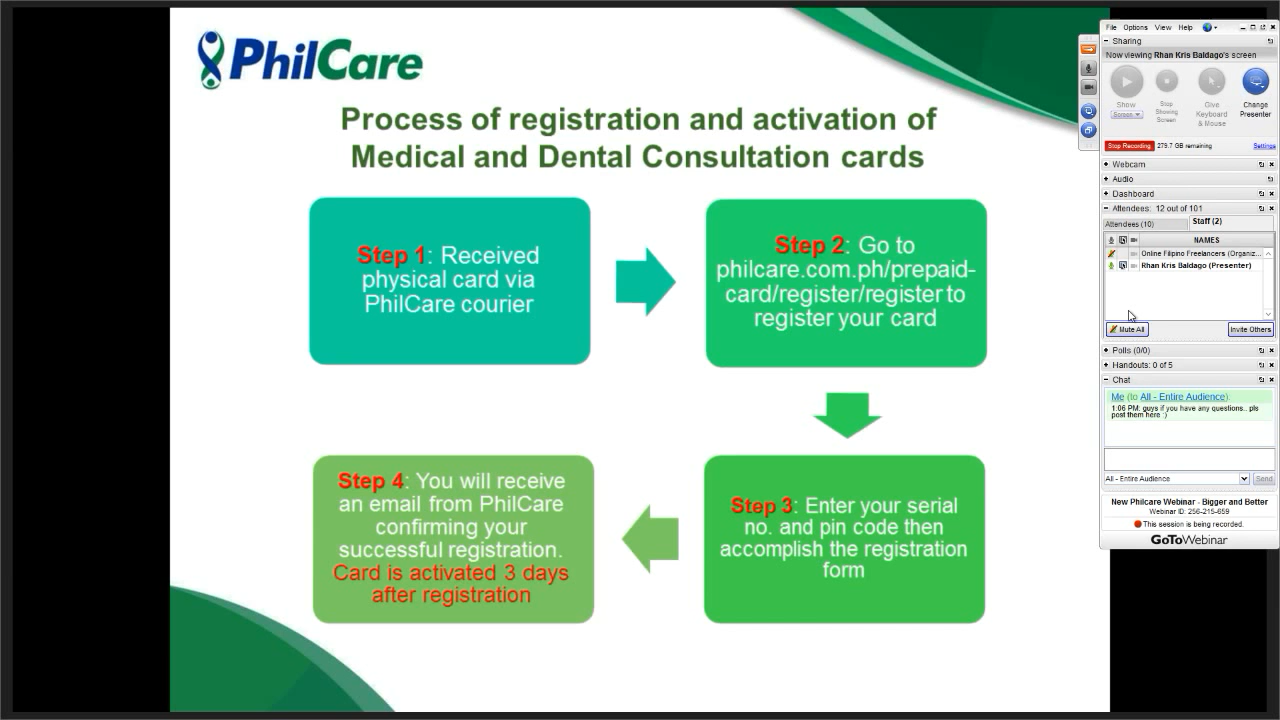 PhilCare
Process of registration and activation of
Medical and Dental Consultation cards
Step 1: Received
physical card via
PhilCare courier
Step 2: Go to
philcare.com.ph/prepaid-
card/register/register to
register your card
Step 3: Enter your serial
no. and pin code then
accomplish the registration
form
Step 4: You will receive
an email from PhilCare
confirming your
successful registration.
Card is activated 3 days
after registration
File Options View Help
Sharing
Now viewing Rhan Kris Baldago's screen
Show
Screen
Stop
Showing
Screen
Give
Keyboard
& Mouse
Change
Presenter
Stop Recording 279.7 GB remaining Settings
Webcam
Audio
Dashboard
Attendees: 12 out of 101
Attendees (10) Staff (2)
NAMES
Online Filipino Freelancers (Organiz...
Rhan Kris Baldago (Presenter)
Mute All Invite Others
Polls (0/0)
Handouts: 0 of 5
Chat
Me (to All - Entire Audience):
1:06 PM: guys if you have any questions.. pls
post them here :)
All - Entire Audience Send
New Philcare Webinar - Bigger and Better
Webinar ID: 256-215-659
This session is being recorded.
GoToWebinar